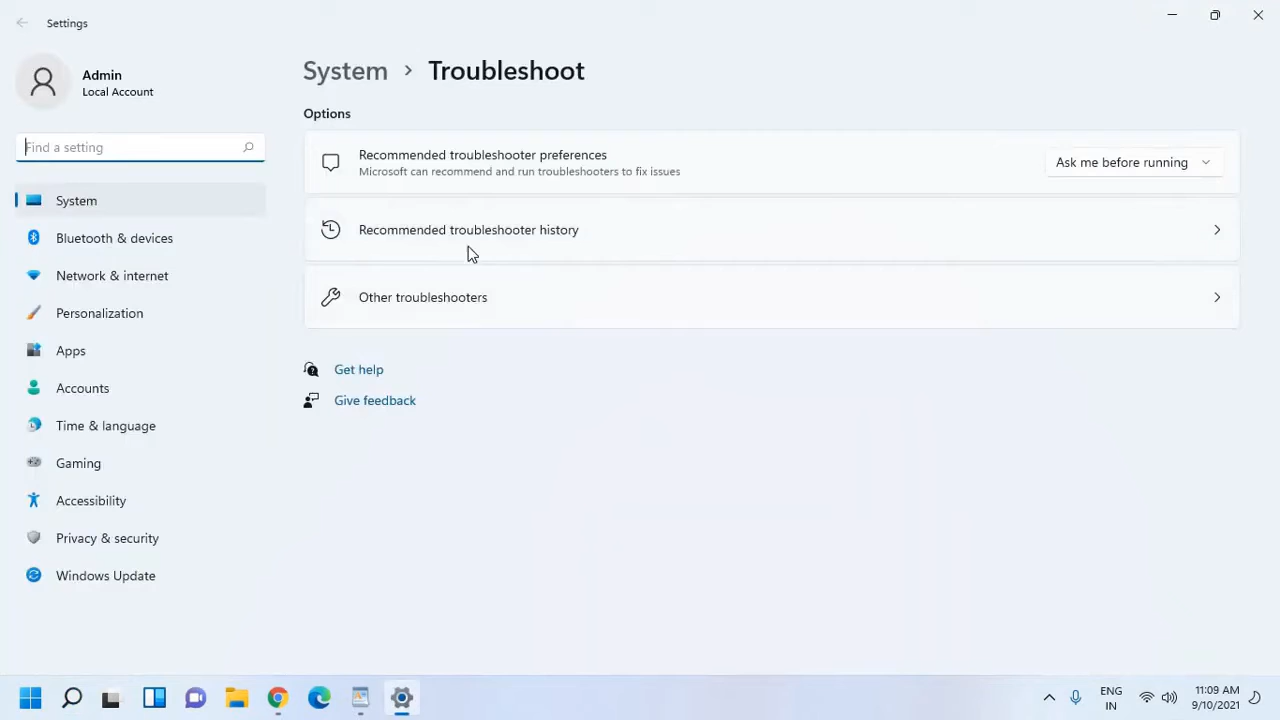 Settings
Admin
Local Account
Find a setting
System
Bluetooth & devices
Network & internet
Personalization
Apps
Accounts
Time & language
Gaming
Accessibility
Privacy & security
Windows Update
System > Troubleshoot
Options
Recommended troubleshooter preferences
Microsoft can recommend and run troubleshooters to fix issues
Ask me before running
Recommended troubleshooter history
Other troubleshooters
Get help
Give feedback
ENG
IN
11:09 AM
9/10/2021